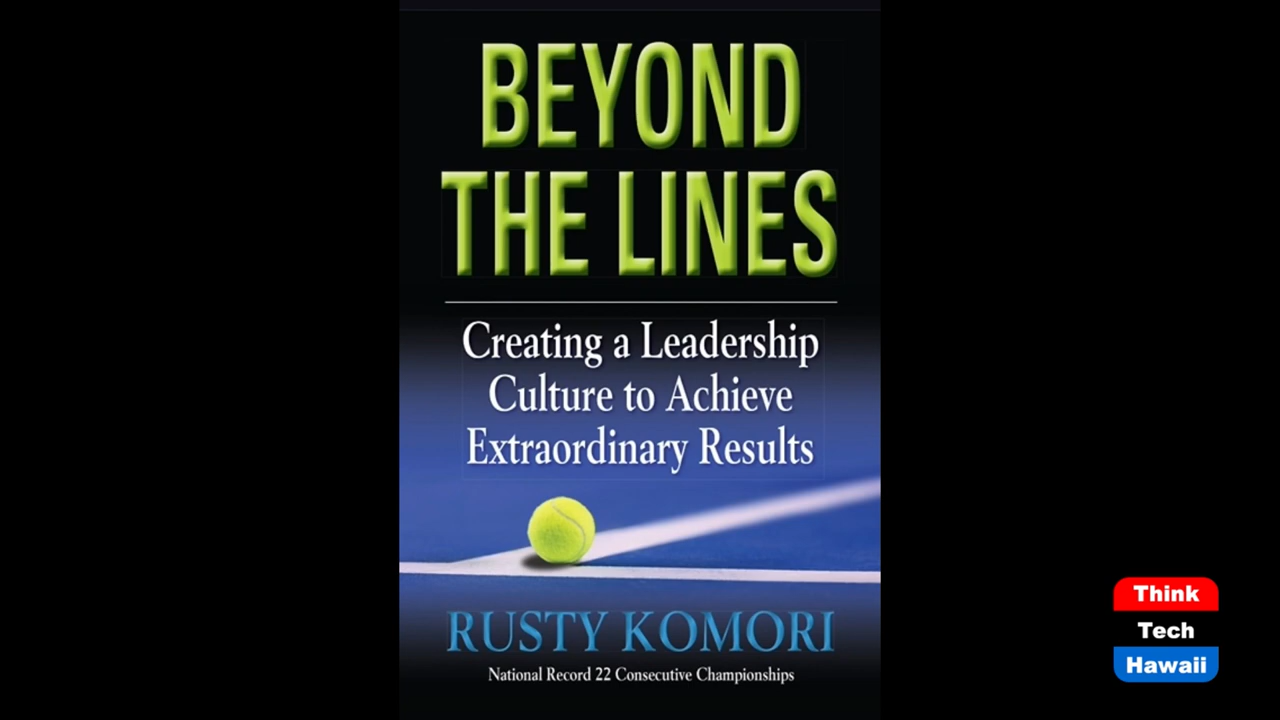 BEYOND
THE LINES
Creating a Leadership
Culture to Achieve
Extraordinary Results
RUSTY KOMORI
National Record 22 Consecutive Championships
Think
Tech
Hawaii